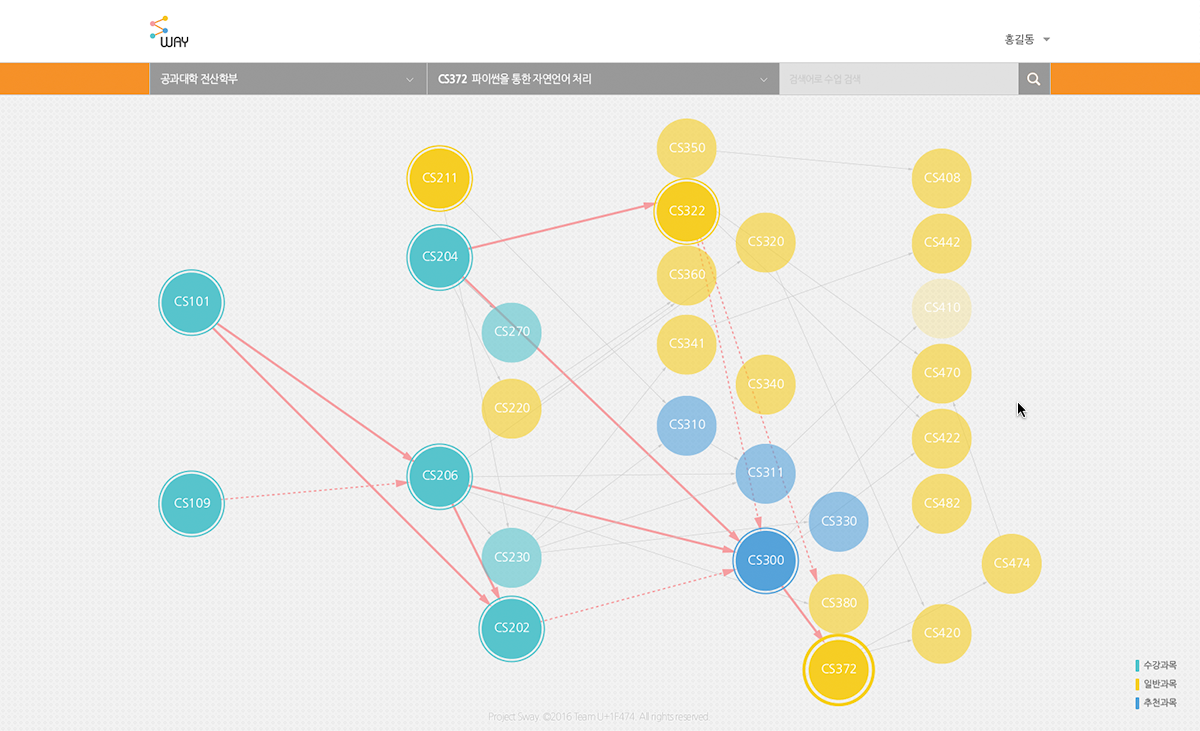 WAY
홍길동
공과대학 전산학부
CS372 파이썬을 통한 자연언어 처리
검색어로 수업 검색
CS350
CS211
CS408
CS322
CS320
CS442
CS204
CS360
CS101
CS410
CS270
CS341
CS470
CS340
CS220
CS310
CS422
CS206
CS311
CS109
CS482
CS330
CS230
CS300
CS474
CS380
CS202
CS420
CS372
수강과목
일반과목
추천과목
Project 5way. ©2016 Team U+1F474. All rights reserved.